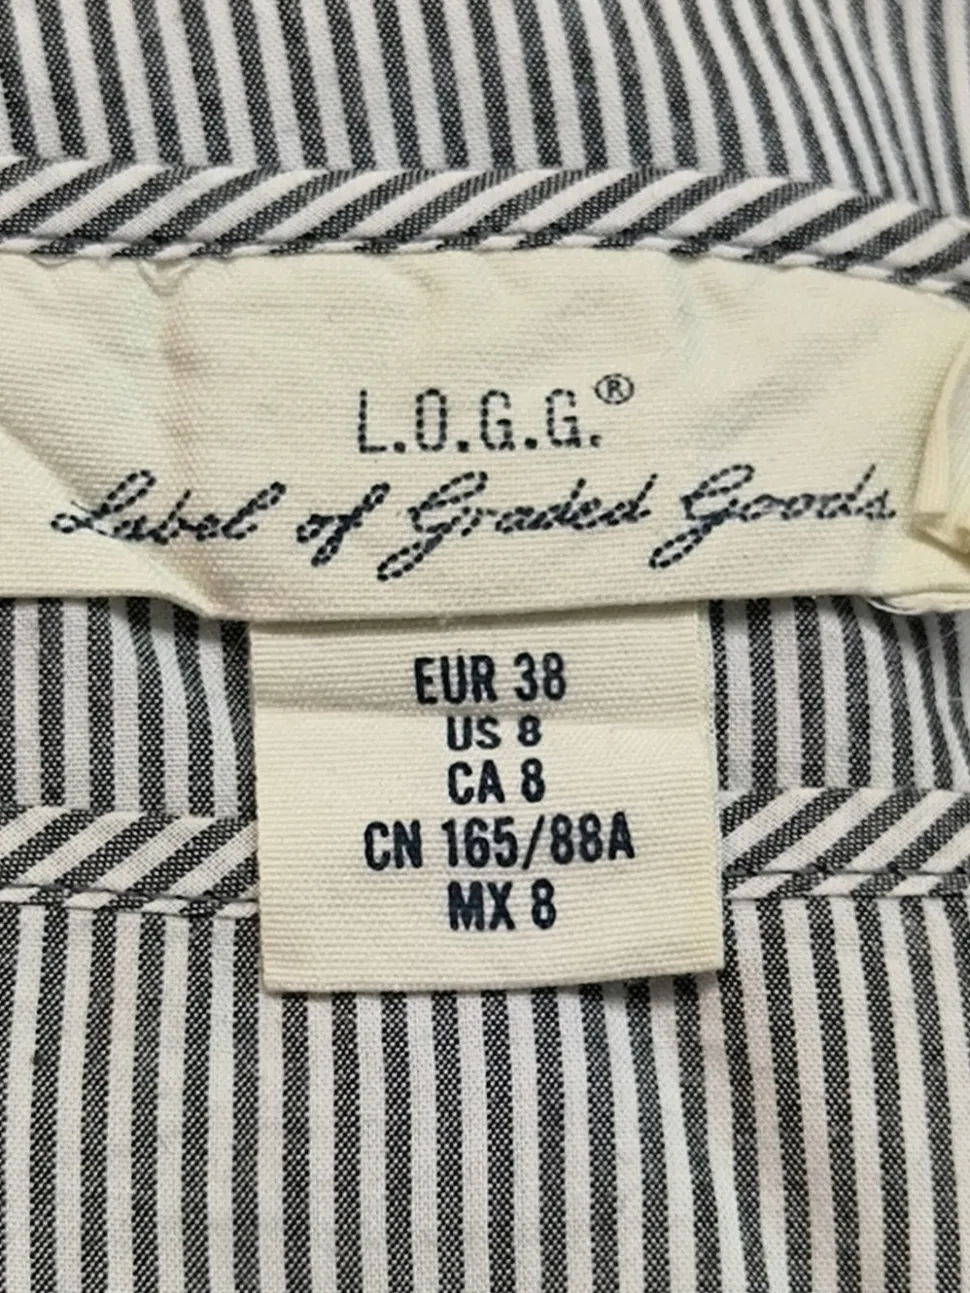 L.O.G.G.®
Label of Graded Goods
EUR 38
US 8
CA 8
CN 165/88A
MX 8